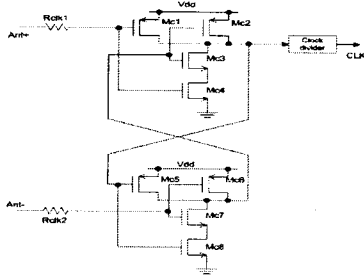 Vdd
Rclk1
Mc1
Mc2
Ant+
Mc3
Clock
divider
CLK
Mc4
Vdd
Mc5
Mc6
Ant-
Mc7
Rclk2
Mc8